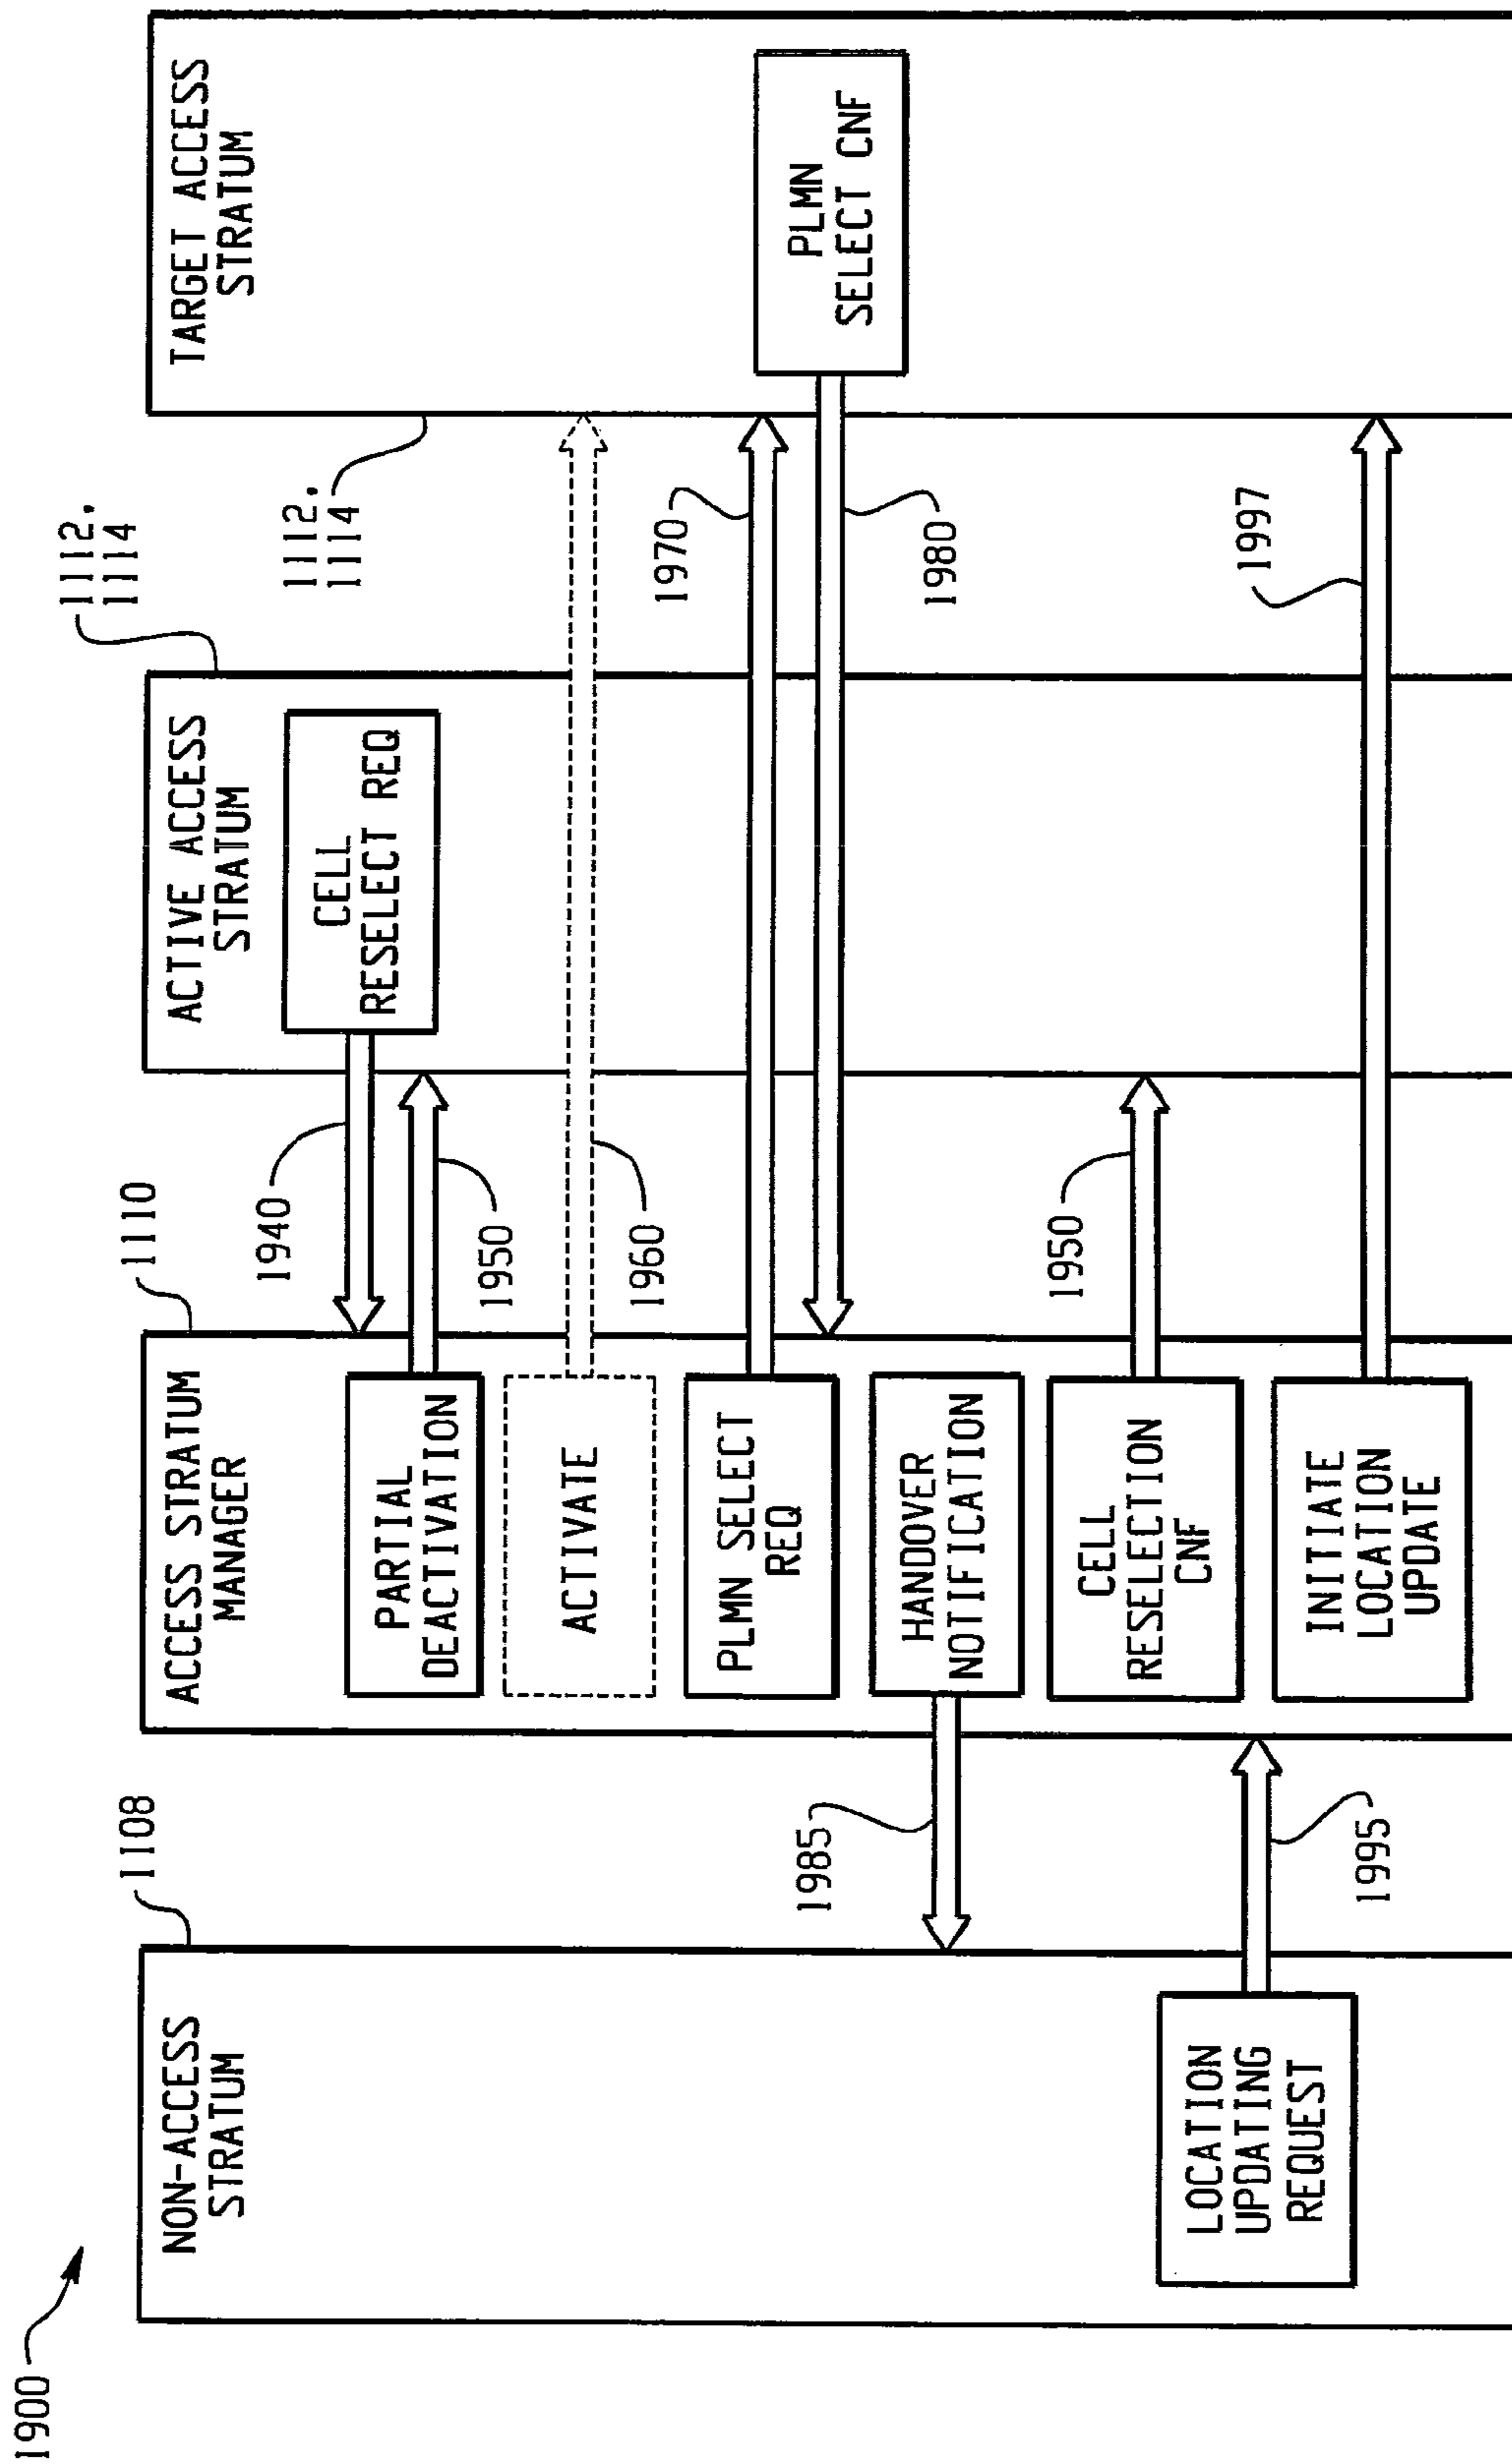 1900
NON-ACCESS
STRATUM
1108
LOCATION
UPDATING
REQUEST
1985
1995
ACCESS STRATUM
MANAGER
1110
PARTIAL
DEACTIVATION
ACTIVATE
PLMN SELECT
REQ
HANDOVER
NOTIFICATION
CELL
RESELECTION
CNF
INITIATE
LOCATION
UPDATE
1940
1950
1960
1950
ACTIVE ACCESS
STRATUM
1112,
1114
CELL
RESELECT REQ
1112,
1114
1970
1980
1997
TARGET ACCESS
STRATUM
PLMN
SELECT CNF